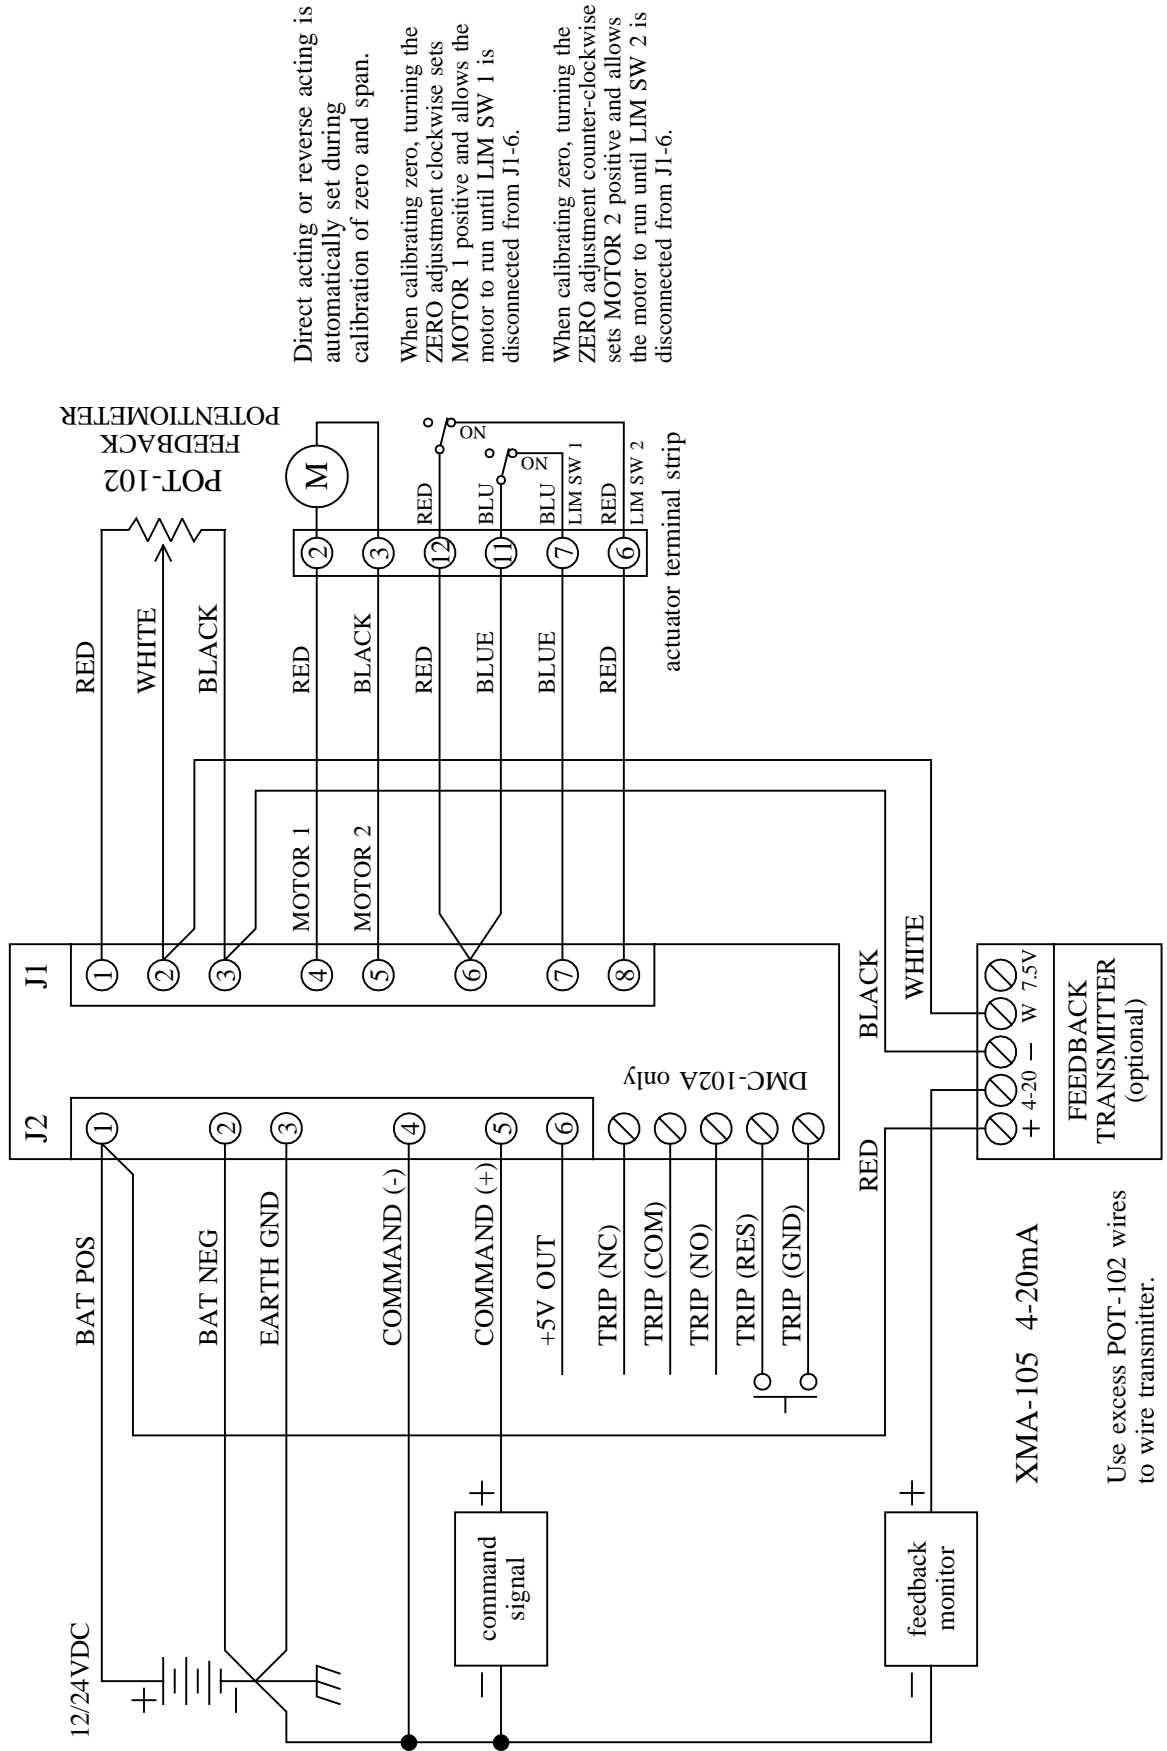 12/24VDC
+
−
BAT POS
BAT NEG
EARTH GND
COMMAND (-)
COMMAND (+)
+5V OUT
TRIP (NC)
TRIP (COM)
TRIP (NO)
TRIP (RES)
TRIP (GND)
−
command
signal
+
−
feedback
monitor
+
J2
1
2
3
4
5
6
DMC-102A only
J1
1
2
3
4
5
6
7
8
MOTOR 1
MOTOR 2
RED
WHITE
BLACK
RED
BLACK
RED
BLUE
BLUE
RED
POT-102
FEEDBACK
POTENTIOMETER
2
3
12
11
7
6
M
RED
BLU
BLU
RED
NO
NO
LIM SW 1
LIM SW 2
actuator terminal strip
RED
BLACK
WHITE
+
4-20
−
W
7.5V
FEEDBACK
TRANSMITTER
(optional)
XMA-105 4-20mA
Use excess POT-102 wires
to wire transmitter.
Direct acting or reverse acting is
automatically set during
calibration of zero and span.
When calibrating zero, turning the
ZERO adjustment clockwise sets
MOTOR 1 positive and allows the
motor to run until LIM SW 1 is
disconnected from J1-6.
When calibrating zero, turning the
ZERO adjustment counter-clockwise
sets MOTOR 2 positive and allows
the motor to run until LIM SW 2 is
disconnected from J1-6.